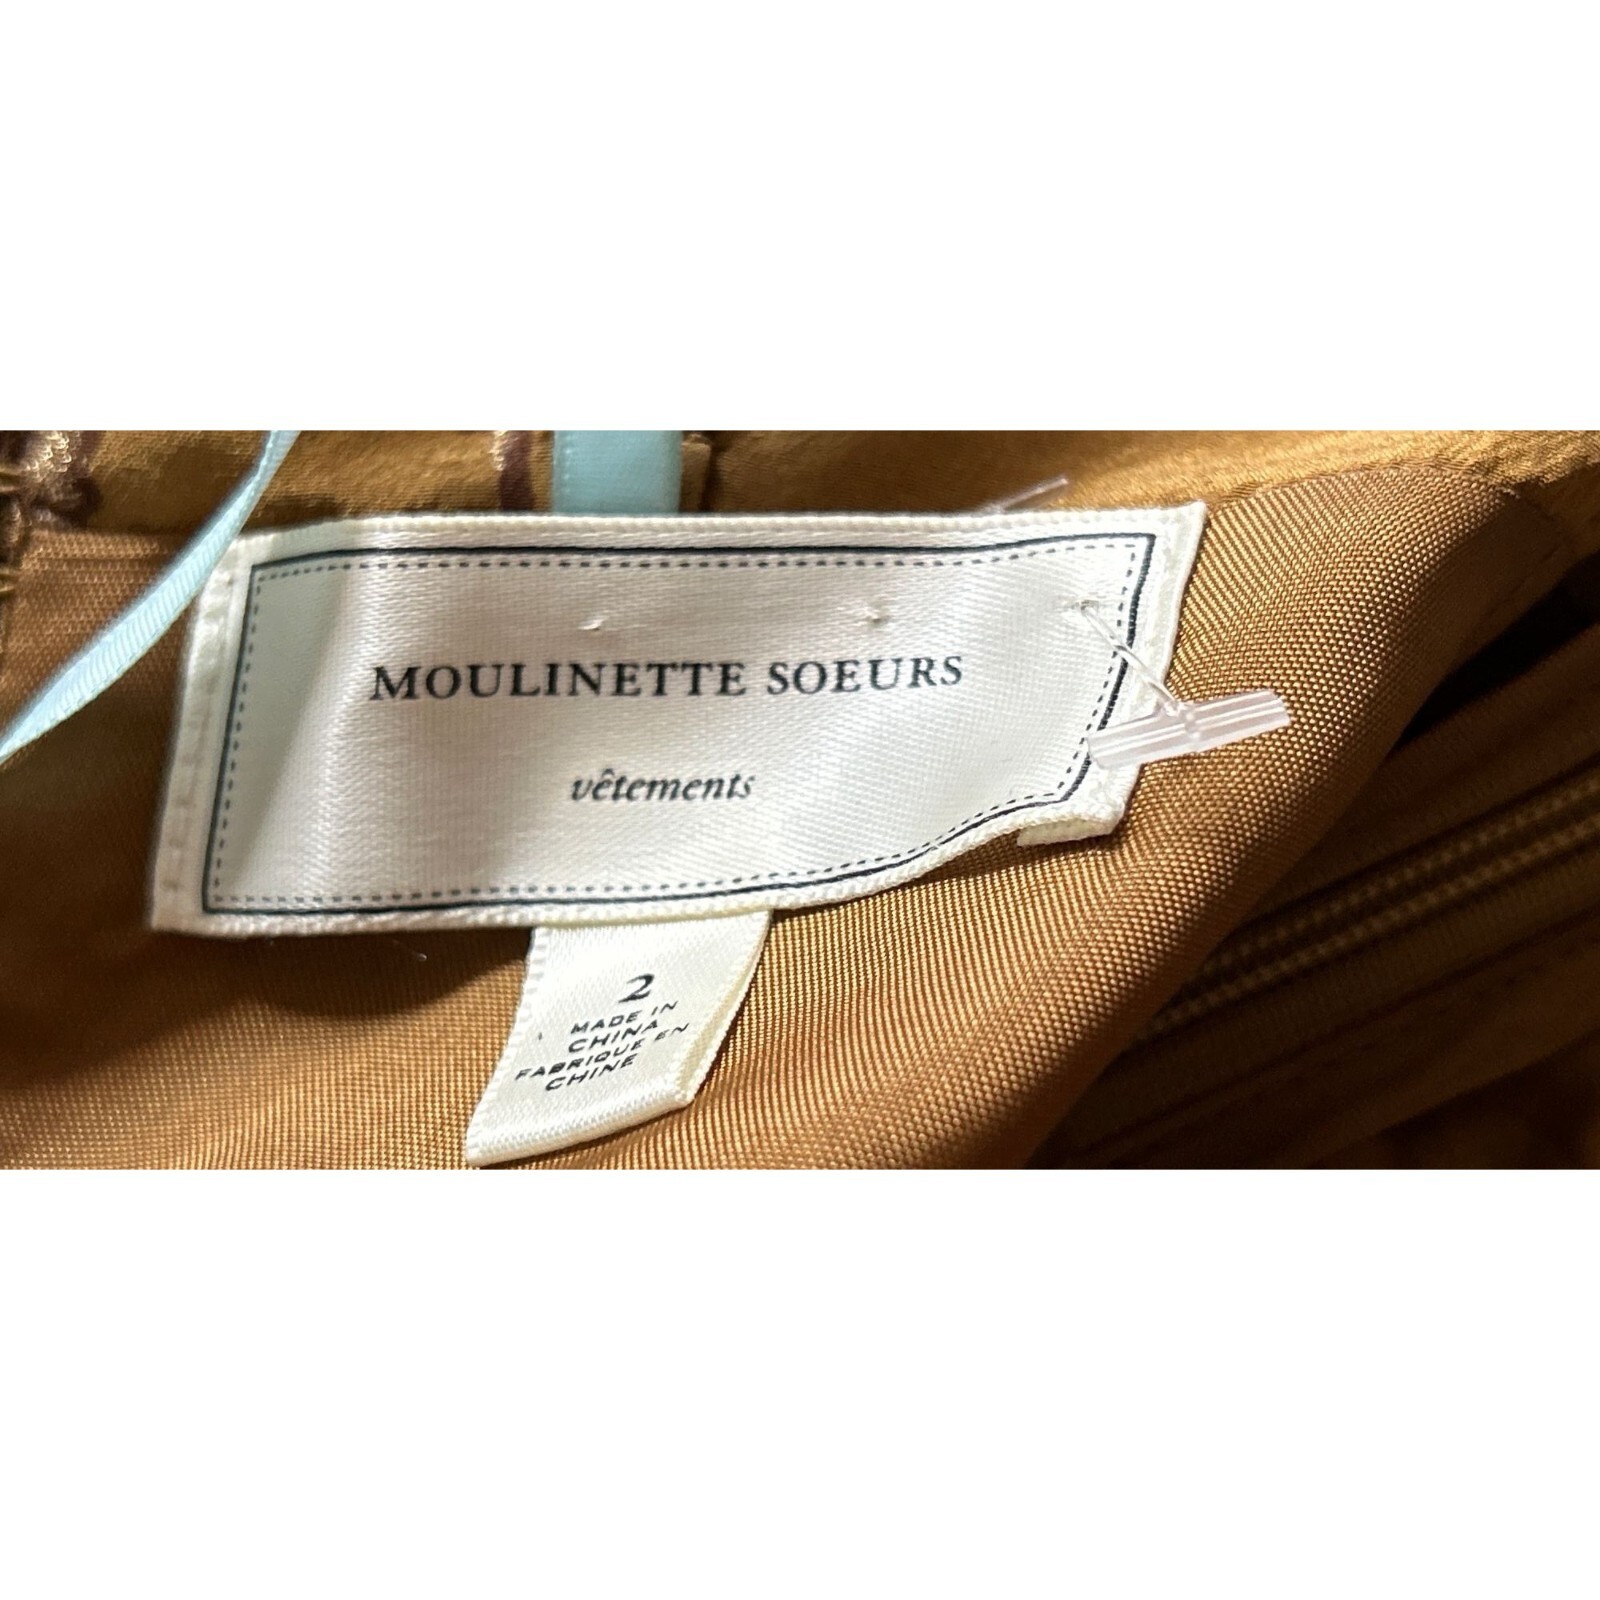 MOULINETTE SOEURS
vêtements
2
MADE IN
CHINA
FABRIQUE EN
CHINE